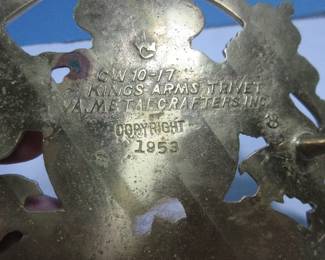 CW 10-17
KINGS ARMS TRIVET
VA. METALCRAFTERS INC.
COPYRIGHT
1953